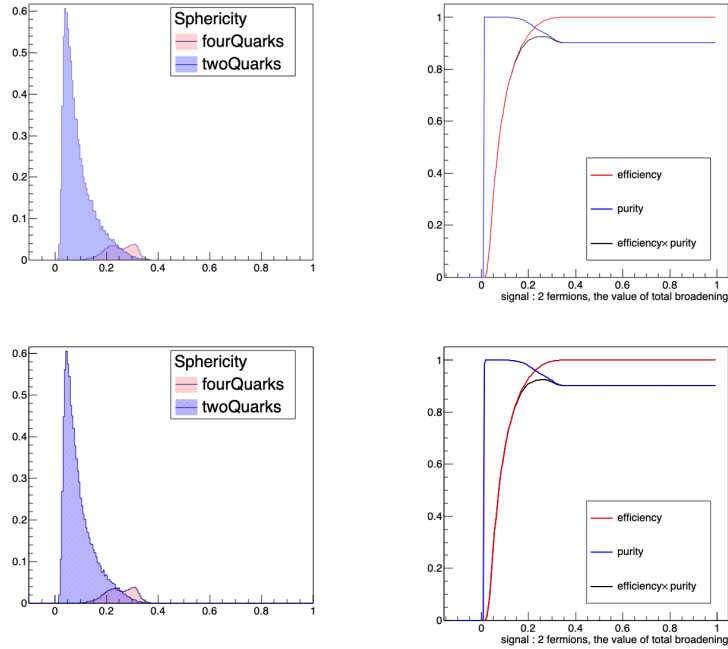 Sphericity
fourQuarks
twoQuarks
0.6
0.5
0.4
0.3
0.2
0.1
0
0 0.2 0.4 0.6 0.8 1
1
0.8
0.6
0.4
0.2
0
efficiency
purity
efficiency× purity
0 0.2 0.4 0.6 0.8 1
signal : 2 fermions, the value of total broadening
Sphericity
fourQuarks
twoQuarks
0.6
0.5
0.4
0.3
0.2
0.1
0
0 0.2 0.4 0.6 0.8 1
1
0.8
0.6
0.4
0.2
0
efficiency
purity
efficiency× purity
0 0.2 0.4 0.6 0.8 1
signal : 2 fermions, the value of total broadening